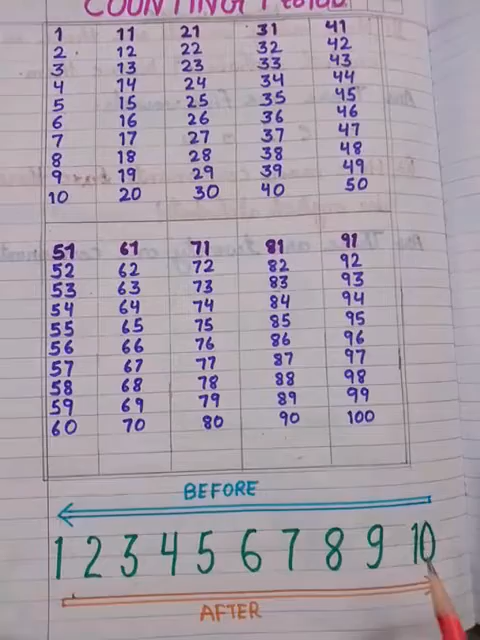 COUNTING 1 to 100
1 11 21 31 41
2 12 22 32 42
3 13 23 33 43
4 14 24 34 44
5 15 25 35 45
6 16 26 36 46
7 17 27 37 47
8 18 28 38 48
9 19 29 39 49
10 20 30 40 50
51 61 71 81 91
52 62 72 82 92
53 63 73 83 93
54 64 74 84 94
55 65 75 85 95
56 66 76 86 96
57 67 77 87 97
58 68 78 88 98
59 69 79 89 99
60 70 80 90 100
BEFORE
1 2 3 4 5 6 7 8 9 10
AFTER